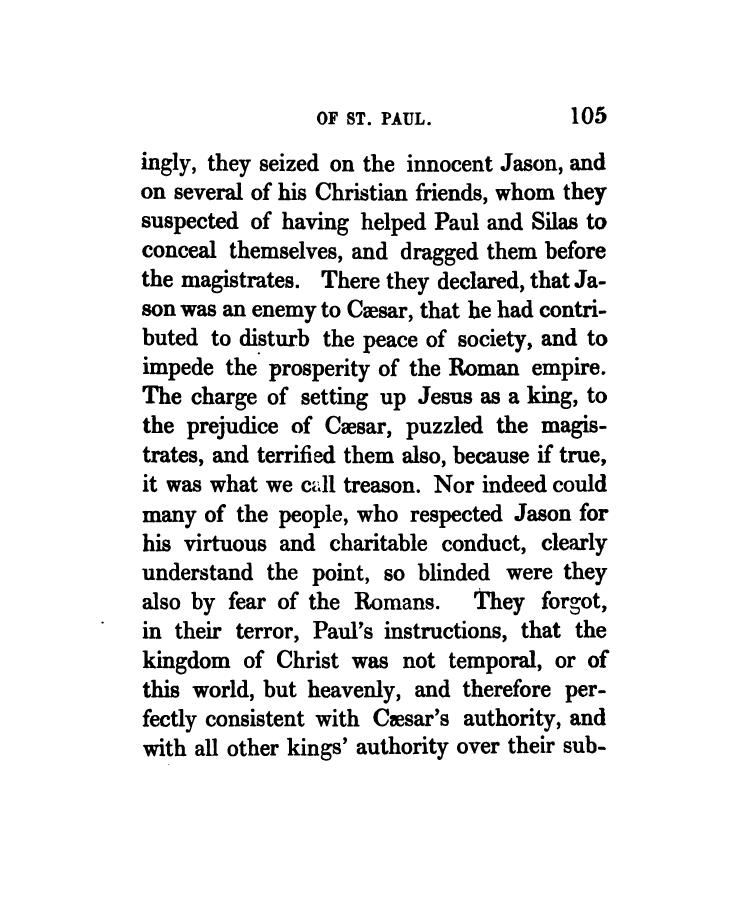 OF ST. PAUL. 105
ingly, they seized on the innocent Jason, and
on several of his Christian friends, whom they
suspected of having helped Paul and Silas to
conceal themselves, and dragged them before
the magistrates. There they declared, that Ja-
son was an enemy to Cæsar, that he had contri-
buted to disturb the peace of society, and to
impede the prosperity of the Roman empire.
The charge of setting up Jesus as a king, to
the prejudice of Cæsar, puzzled the magis-
trates, and terrified them also, because if true,
it was what we call treason. Nor indeed could
many of the people, who respected Jason for
his virtuous and charitable conduct, clearly
understand the point, so blinded were they
also by fear of the Romans. They forgot,
in their terror, Paul's instructions, that the
kingdom of Christ was not temporal, or of
this world, but heavenly, and therefore per-
fectly consistent with Cæsar's authority, and
with all other kings' authority over their sub-